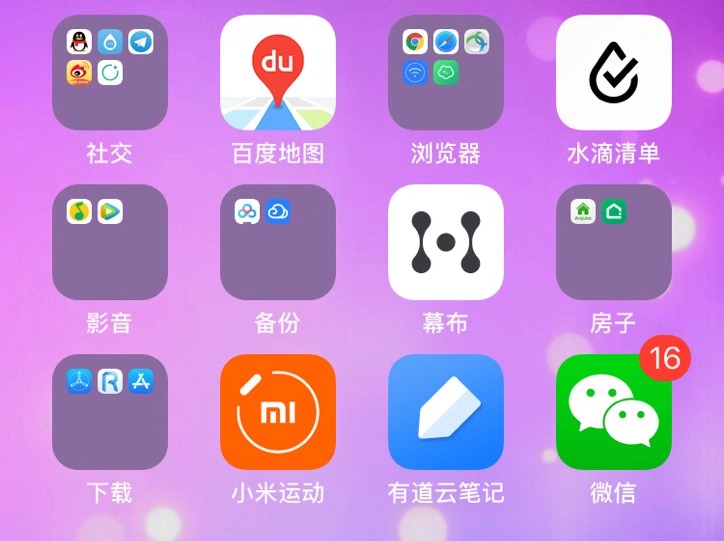 du
社交
百度地图
浏览器
水滴清单
影音
备份
幕布
Anjuke
房子
16
mi
下载
小米运动
有道云笔记
微信